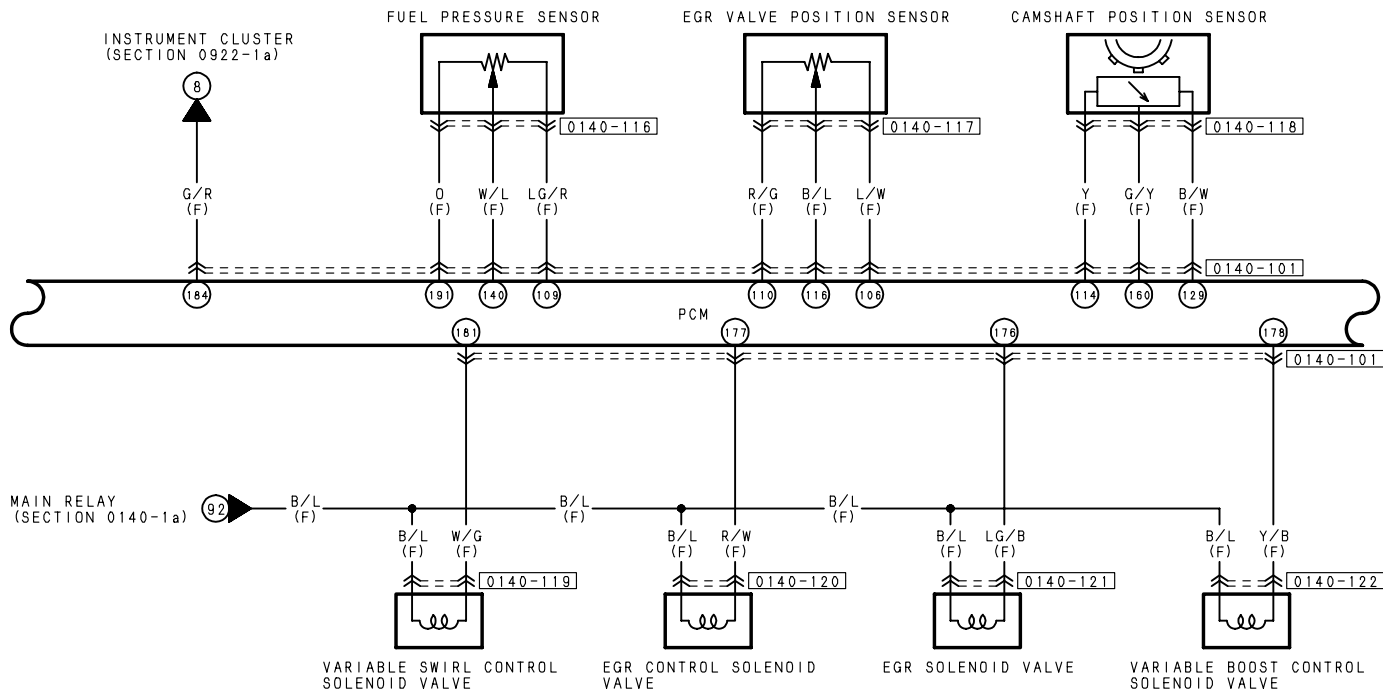 FUEL PRESSURE SENSOR
EGR VALVE POSITION SENSOR
CAMSHAFT POSITION SENSOR
INSTRUMENT CLUSTER
(SECTION 0922-1a)
8
0140-116
0140-117
0140-118
G/R
(F)
O
(F)
W/L
(F)
LG/R
(F)
R/G
(F)
B/L
(F)
L/W
(F)
Y
(F)
G/Y
(F)
B/W
(F)
0140-101
184
191
140
109
110
116
106
114
160
129
PCM
181
177
176
178
0140-101
MAIN RELAY
(SECTION 0140-1a)
92
B/L
(F)
B/L
(F)
B/L
(F)
B/L
(F)
W/G
(F)
B/L
(F)
R/W
(F)
B/L
(F)
LG/B
(F)
B/L
(F)
Y/B
(F)
0140-119
0140-120
0140-121
0140-122
VARIABLE SWIRL CONTROL
SOLENOID VALVE
EGR CONTROL SOLENOID
VALVE
EGR SOLENOID VALVE
VARIABLE BOOST CONTROL
SOLENOID VALVE